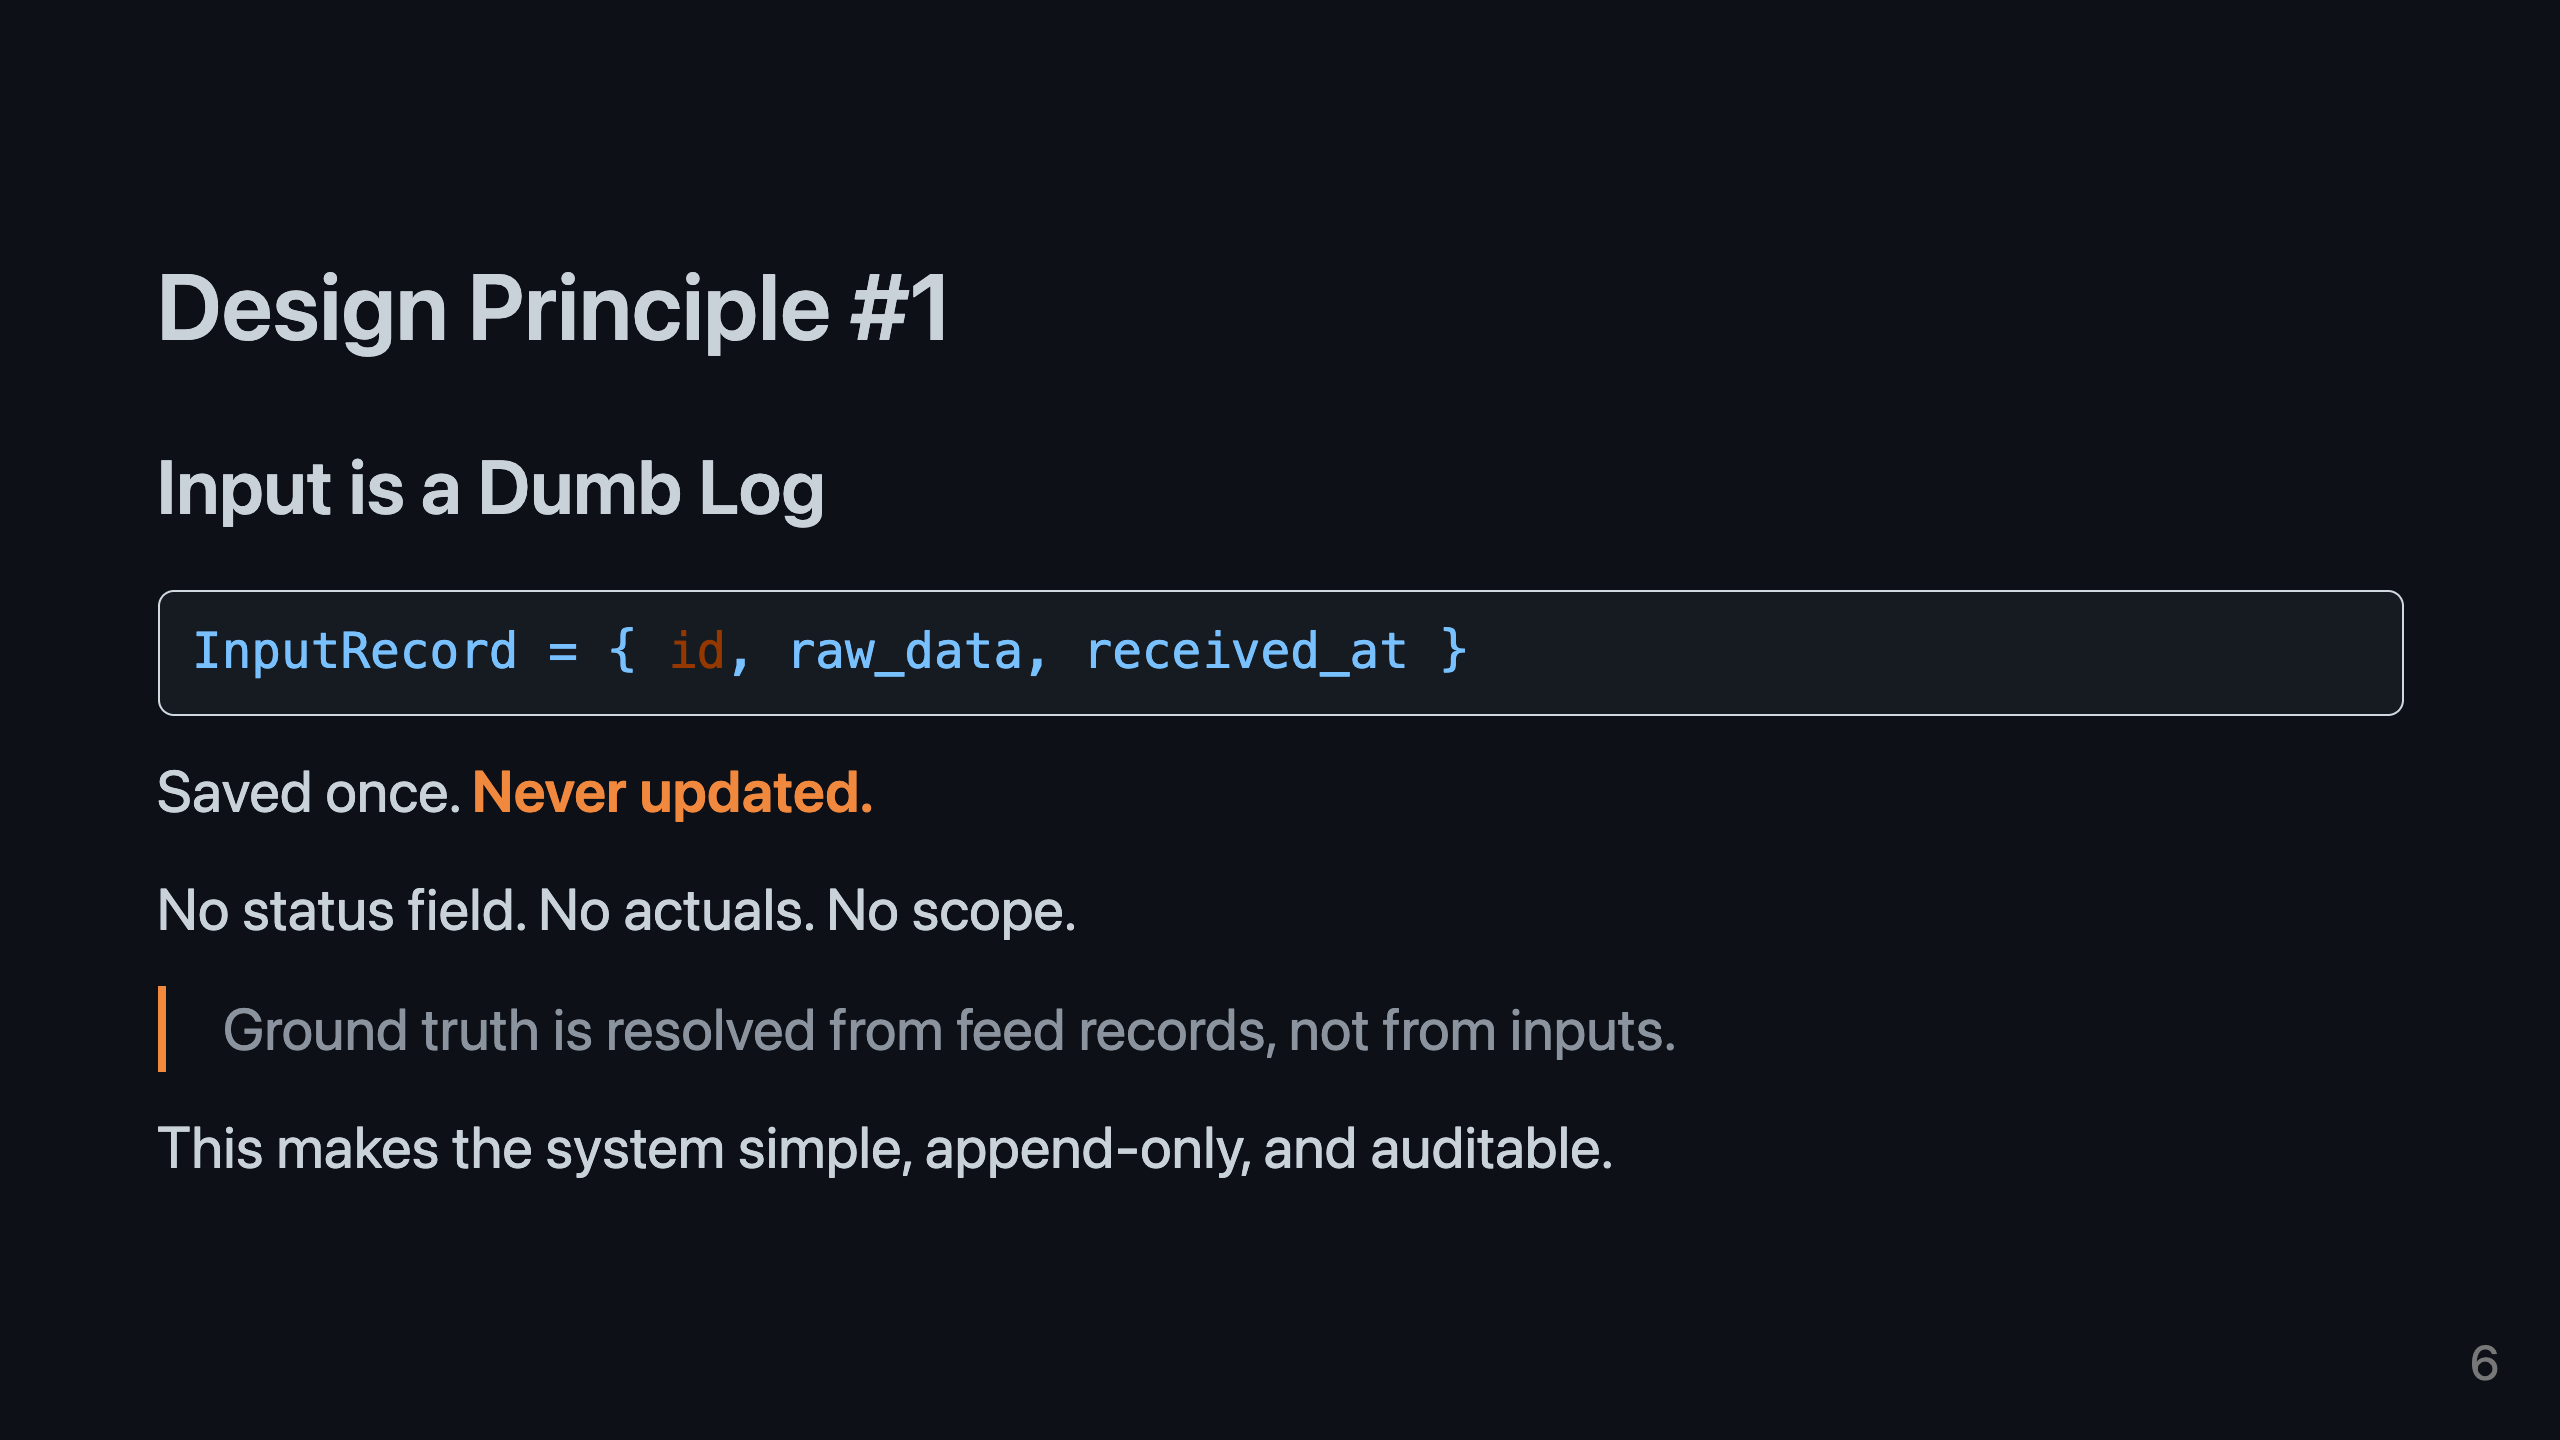 Design Principle #1
Input is a Dumb Log
InputRecord = { id, raw_data, received_at }
Saved once. Never updated.
No status field. No actuals. No scope.
Ground truth is resolved from feed records, not from inputs.
This makes the system simple, append-only, and auditable.
6